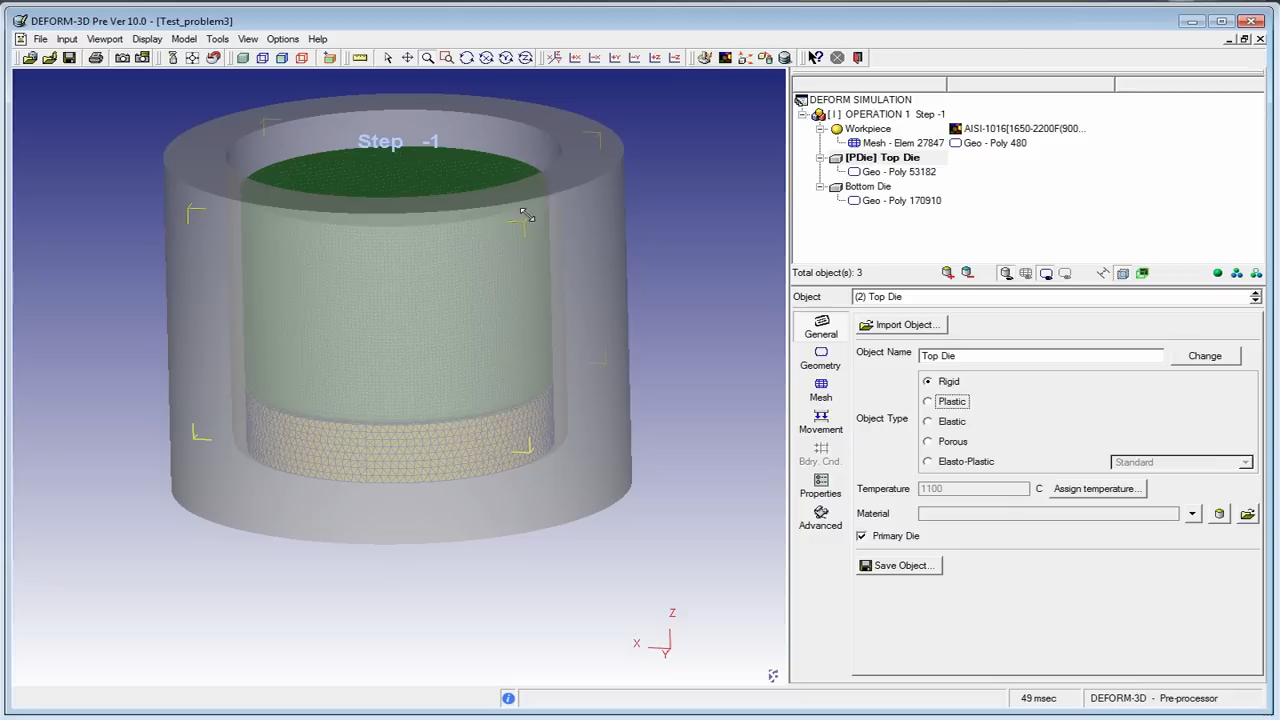 DEFORM-3D Pre Ver 10.0 - [Test_problem3]
File Input Viewport Display Model Tools View Options Help
Step -1
Z
X
Y
DEFORM SIMULATION
[ I ] OPERATION 1 Step -1
Workpiece AISI-1016[1650-2200F(900...
Mesh - Elem 27847 Geo - Poly 480
[PDie] Top Die
Geo - Poly 53182
Bottom Die
Geo - Poly 170910
Total object(s): 3
Object (2) Top Die
General
Geometry
Mesh
Movement
Bdry. Cnd.
Properties
Advanced
Import Object...
Object Name Top Die Change
Object Type
Rigid
Plastic
Elastic
Porous
Elasto-Plastic Standard
Temperature 1100 C Assign temperature...
Material
Primary Die
Save Object...
49 msec DEFORM-3D - Pre-processor